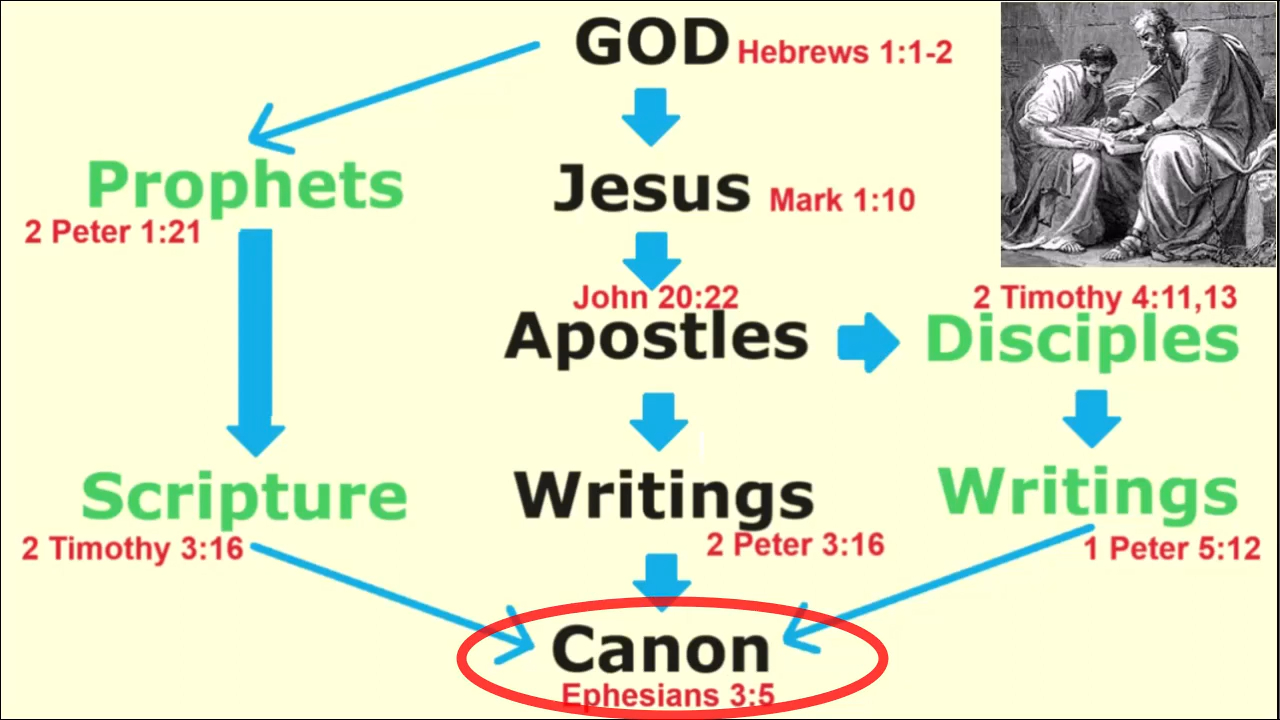 GOD Hebrews 1:1-2
Prophets
2 Peter 1:21
Jesus Mark 1:10
John 20:22
Apostles
2 Timothy 4:11,13
Disciples
Scripture
2 Timothy 3:16
Writings
2 Peter 3:16
Writings
1 Peter 5:12
Canon
Ephesians 3:5